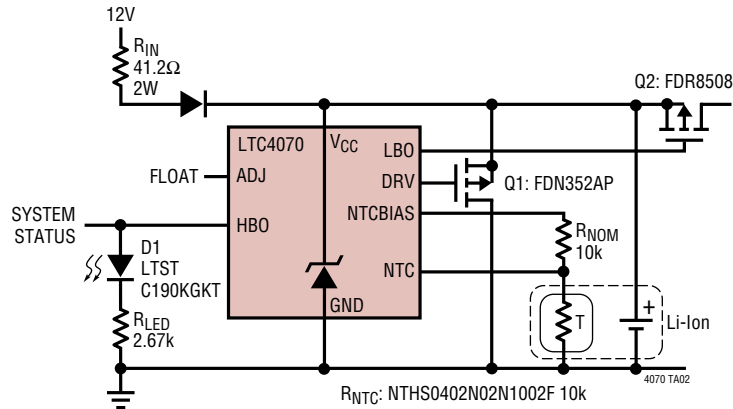 12V
RIN
41.2Ω
2W
Q2: FDR8508
LTC4070
VCC
LBO
FLOAT
ADJ
DRV
Q1: FDN352AP
NTCBIAS
SYSTEM
STATUS
HBO
RNOM
10k
D1
LTST
C190KGKT
NTC
GND
RLED
2.67k
T
+
Li-Ion
4070 TA02
RNTC: NTHS0402N02N1002F 10k